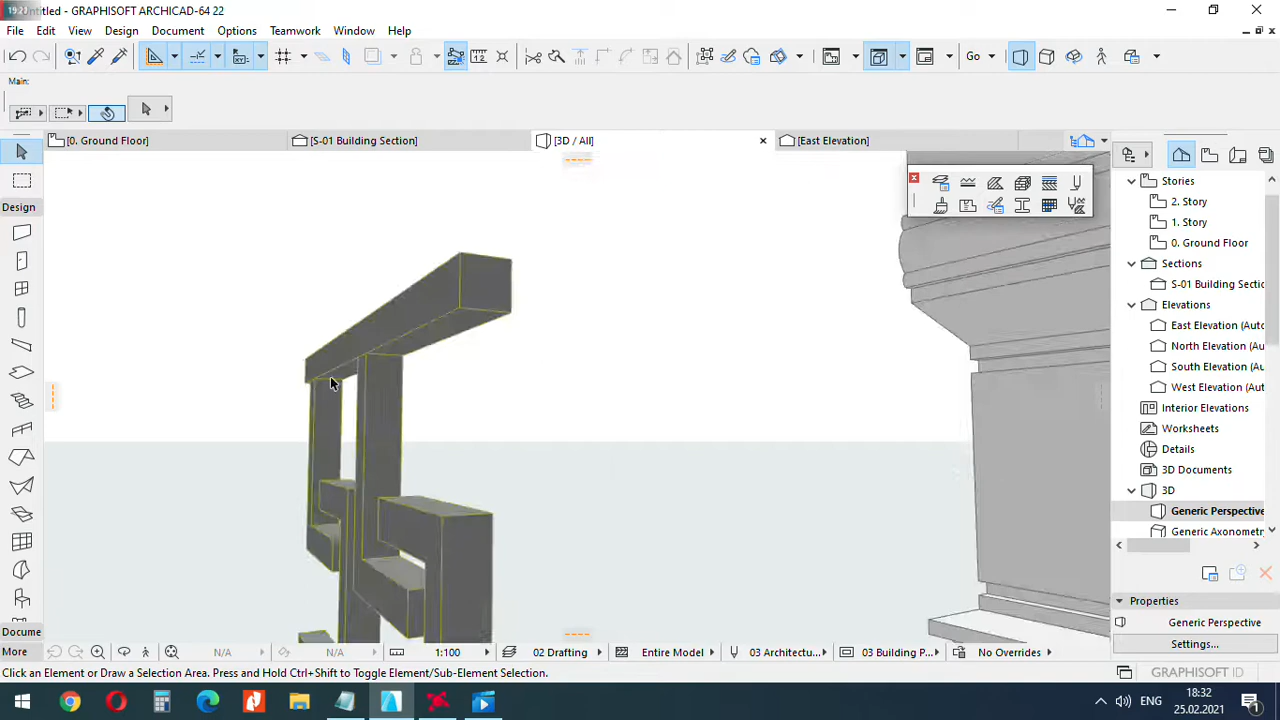 19:23
Untitled - GRAPHISOFT ARCHICAD-64 22
File Edit View Design Document Options Teamwork Window Help
Go
Main:
[0. Ground Floor]
[S-01 Building Section]
[3D / All]
[East Elevation]
Design
Stories
2. Story
1. Story
0. Ground Floor
Sections
S-01 Building Sectio
Elevations
East Elevation (Auto
North Elevation (Au
South Elevation (Au
West Elevation (Aut
Interior Elevations
Worksheets
Details
3D Documents
3D
Generic Perspective
Generic Axonometr
Properties
Generic Perspective
Settings...
Docume
More
N/A
N/A
1:100
02 Drafting
Entire Model
03 Architectu...
03 Building P...
No Overrides
Click an Element or Draw a Selection Area. Press and Hold Ctrl+Shift to Toggle Element/Sub-Element Selection.
GRAPHISOFT ID
ENG
18:32
25.02.2021
1